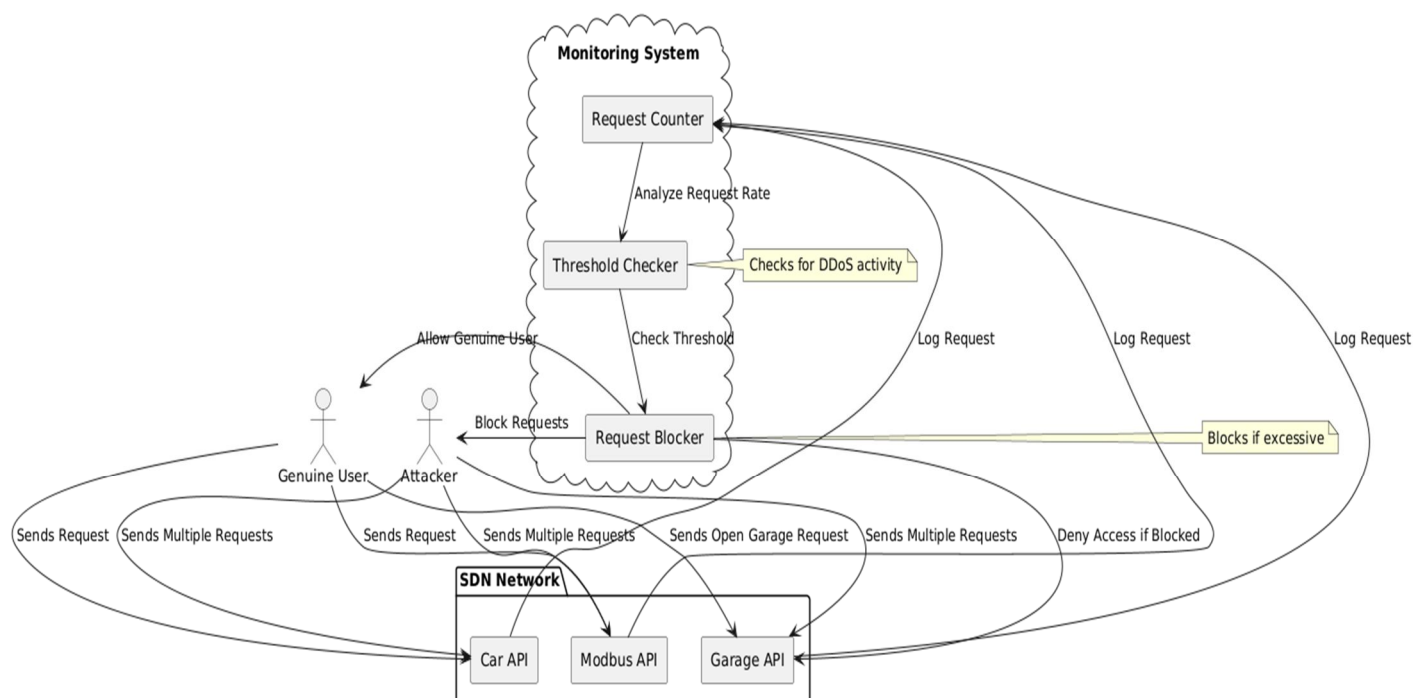 Monitoring System
Request Counter
Analyze Request Rate
Threshold Checker
Checks for DDoS activity
Allow Genuine User
Check Threshold
Log Request
Log Request
Log Request
Block Requests
Request Blocker
Blocks if excessive
Genuine User
Attacker
Sends Request
Sends Multiple Requests
Sends Request
Sends Multiple Requests
Sends Open Garage Request
Sends Multiple Requests
Deny Access if Blocked
SDN Network
Car API
Modbus API
Garage API